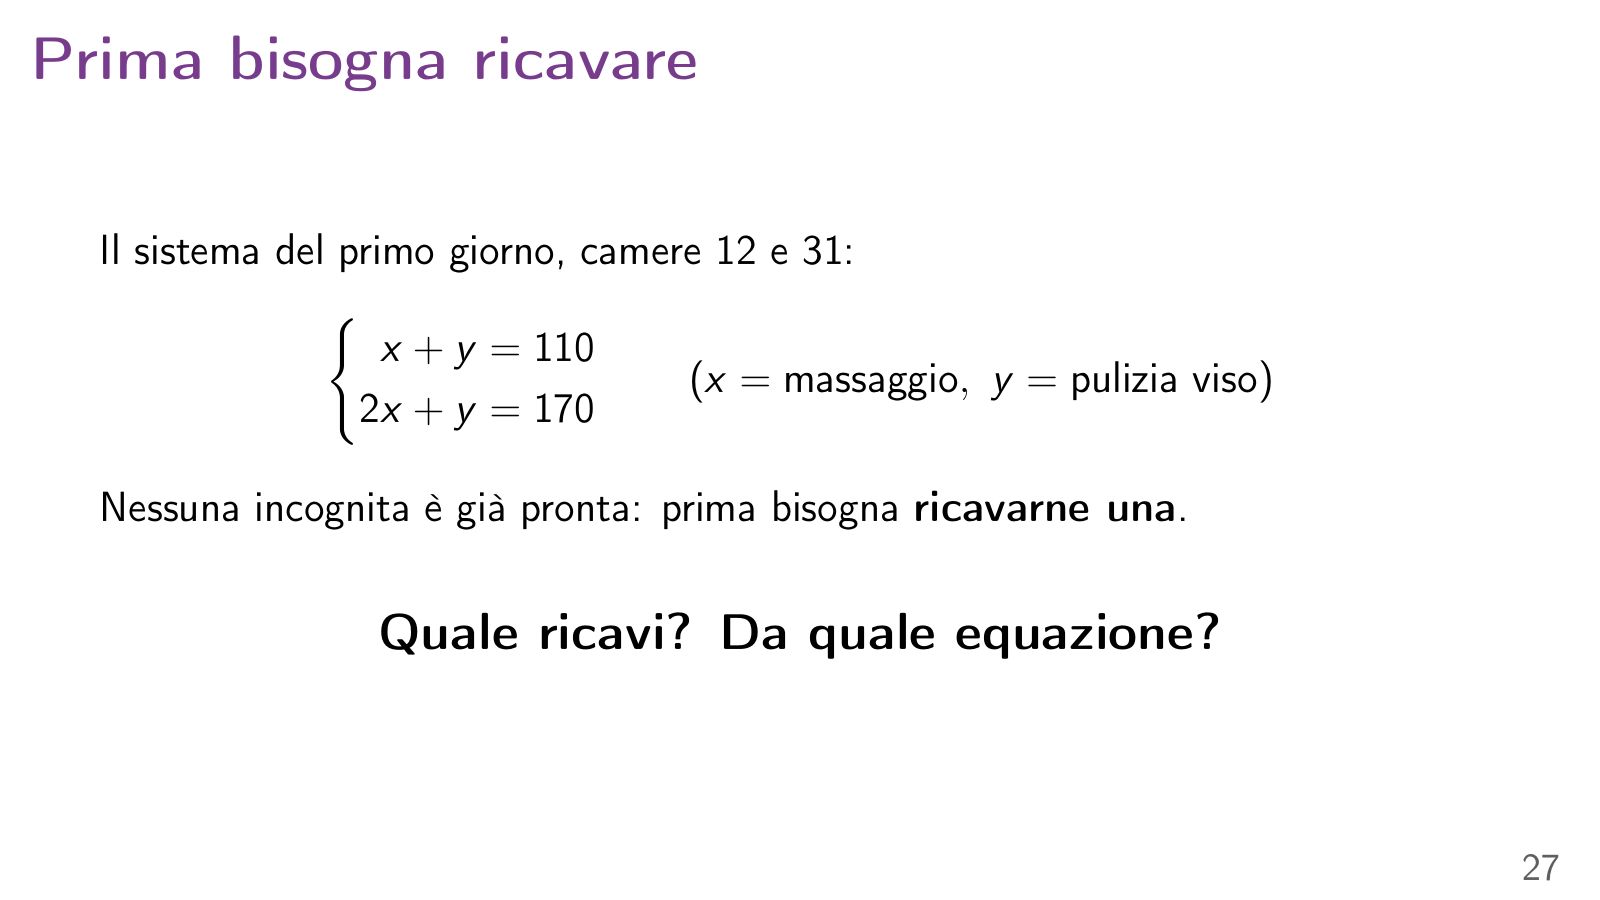 Prima bisogna ricavare
Il sistema del primo giorno, camere 12 e 31:
x + y = 110
2x + y = 170
(x = massaggio, y = pulizia viso)
Nessuna incognita è già pronta: prima bisogna ricavarne una.
Quale ricavi? Da quale equazione?
27